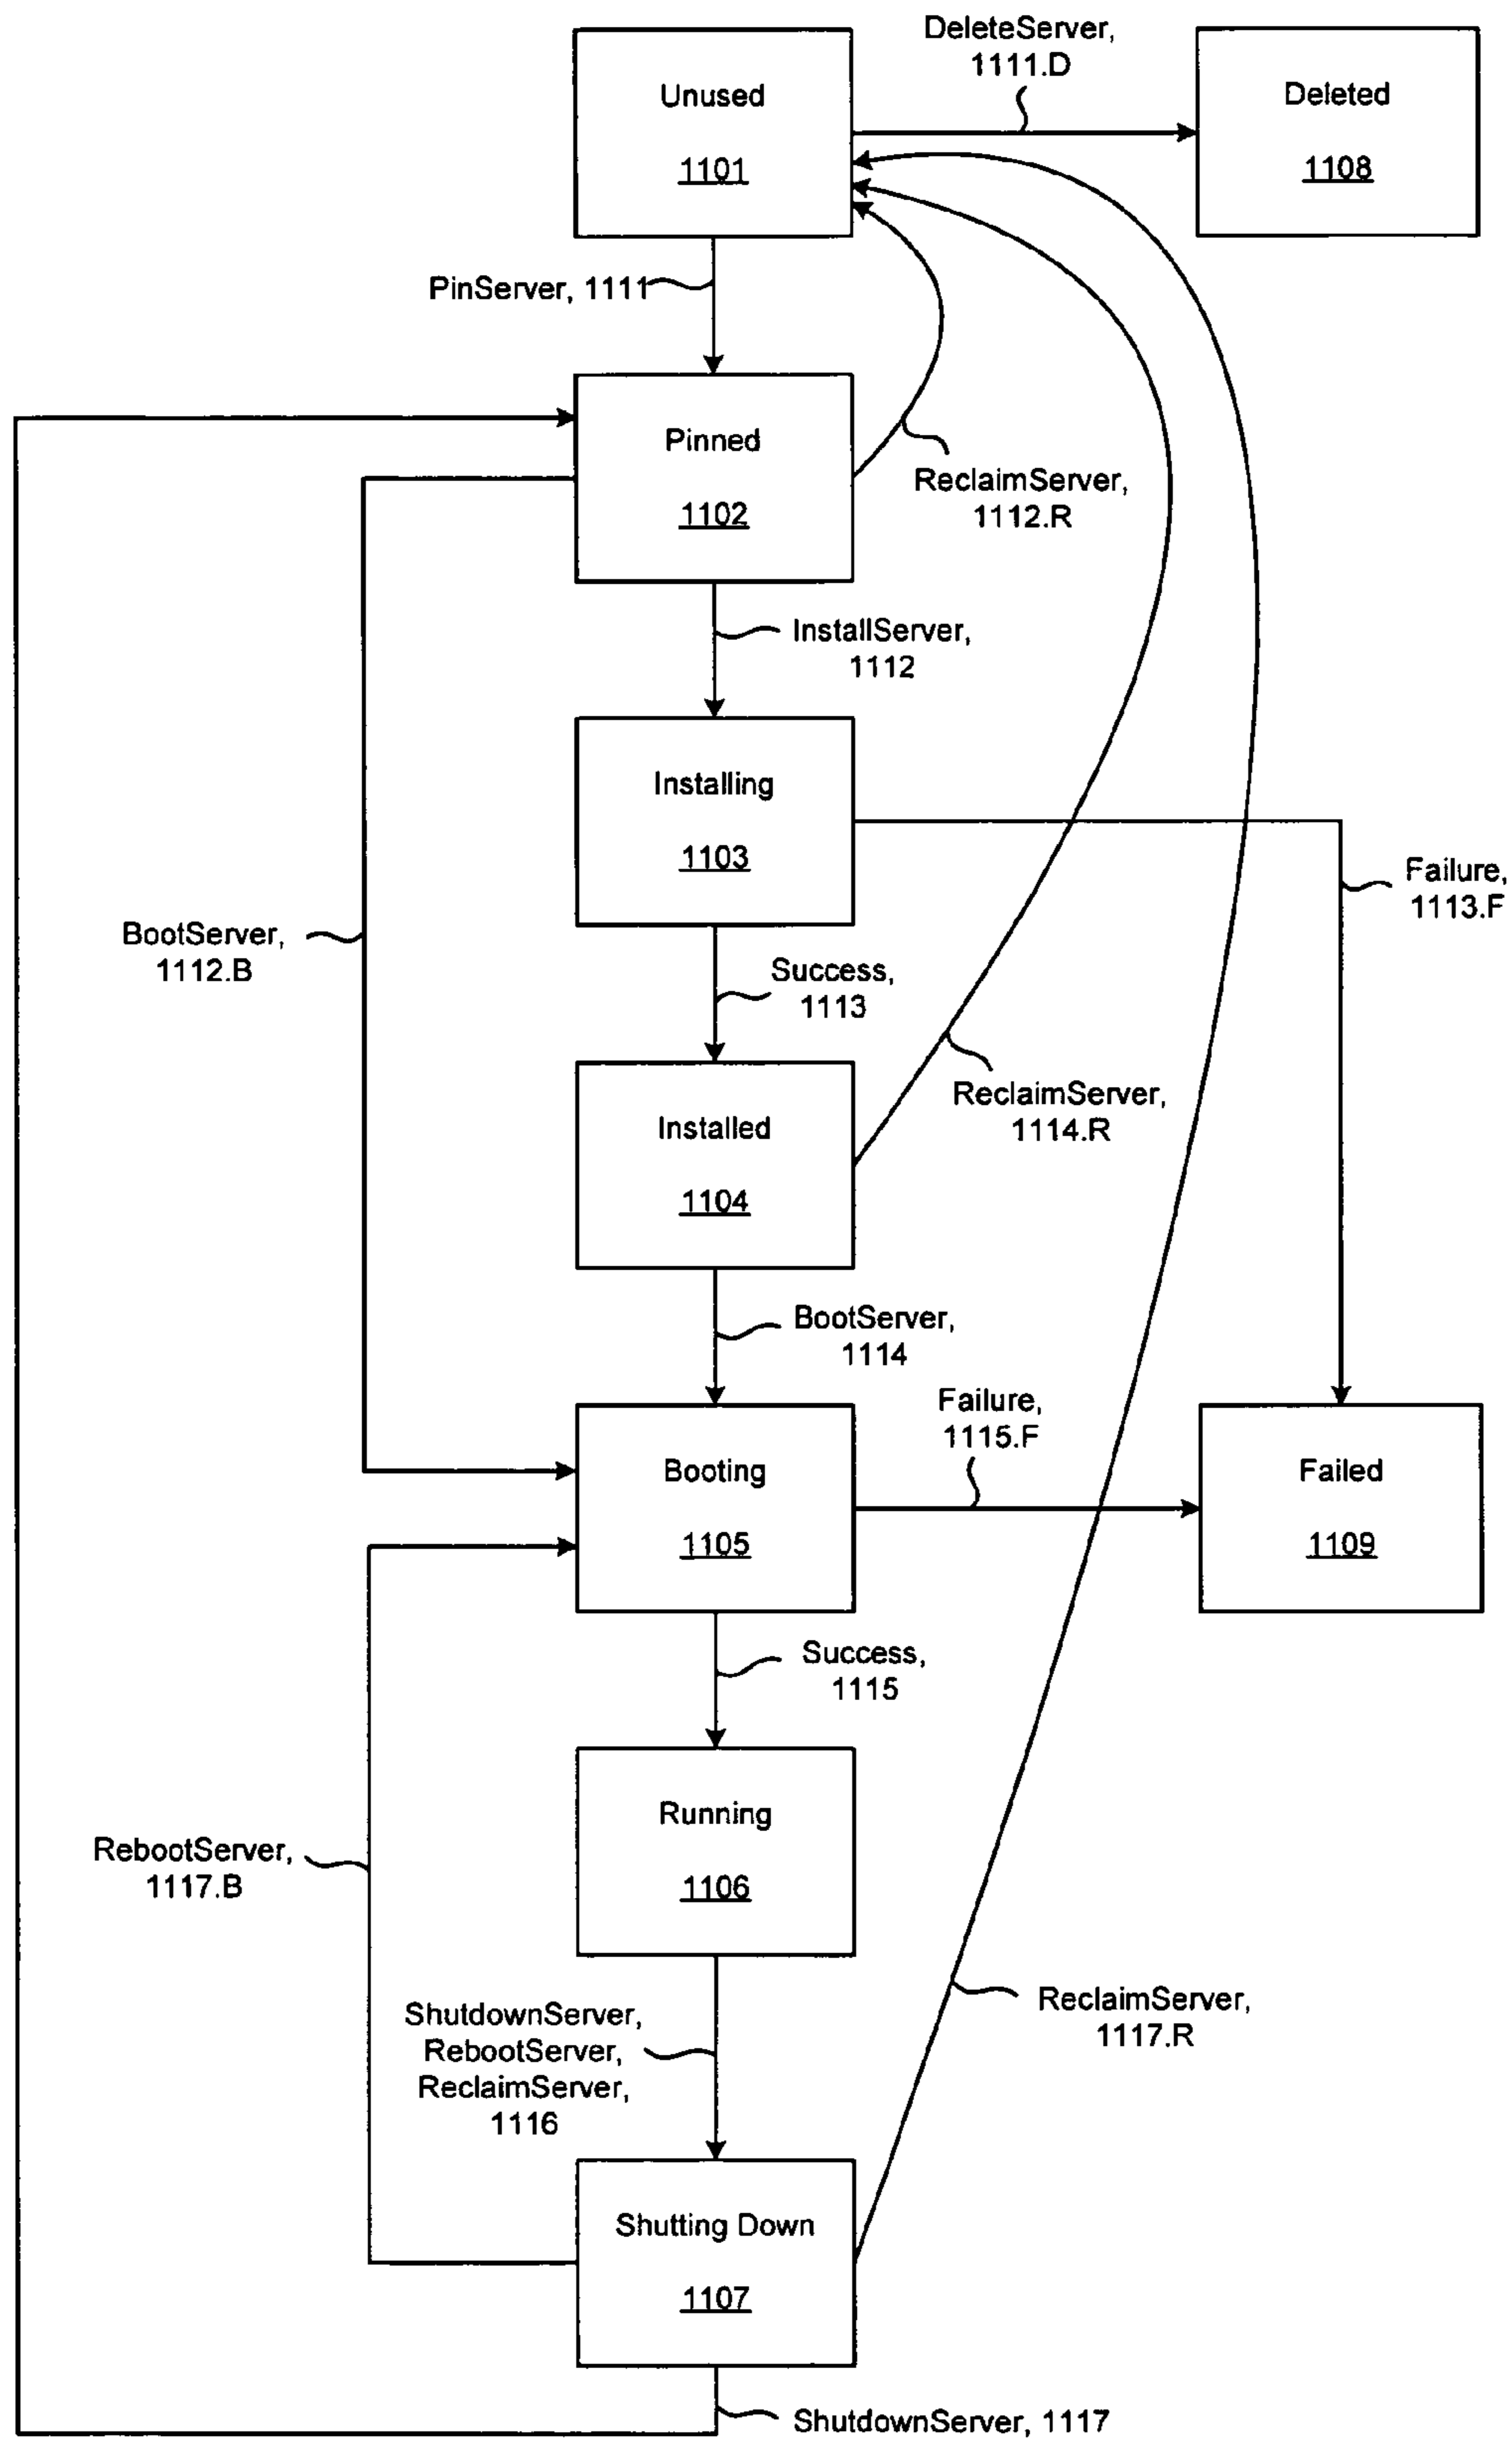 DeleteServer,
1111.D
Unused
1101
Deleted
1108
PinServer, 1111
Pinned
1102
ReclaimServer,
1112.R
InstallServer,
1112
Installing
1103
Failure,
1113.F
BootServer,
1112.B
Success,
1113
ReclaimServer,
1114.R
Installed
1104
BootServer,
1114
Failure,
1115.F
Booting
1105
Failed
1109
Success,
1115
Running
1106
RebootServer,
1117.B
ShutdownServer,
RebootServer,
ReclaimServer,
1116
ReclaimServer,
1117.R
Shutting Down
1107
ShutdownServer, 1117